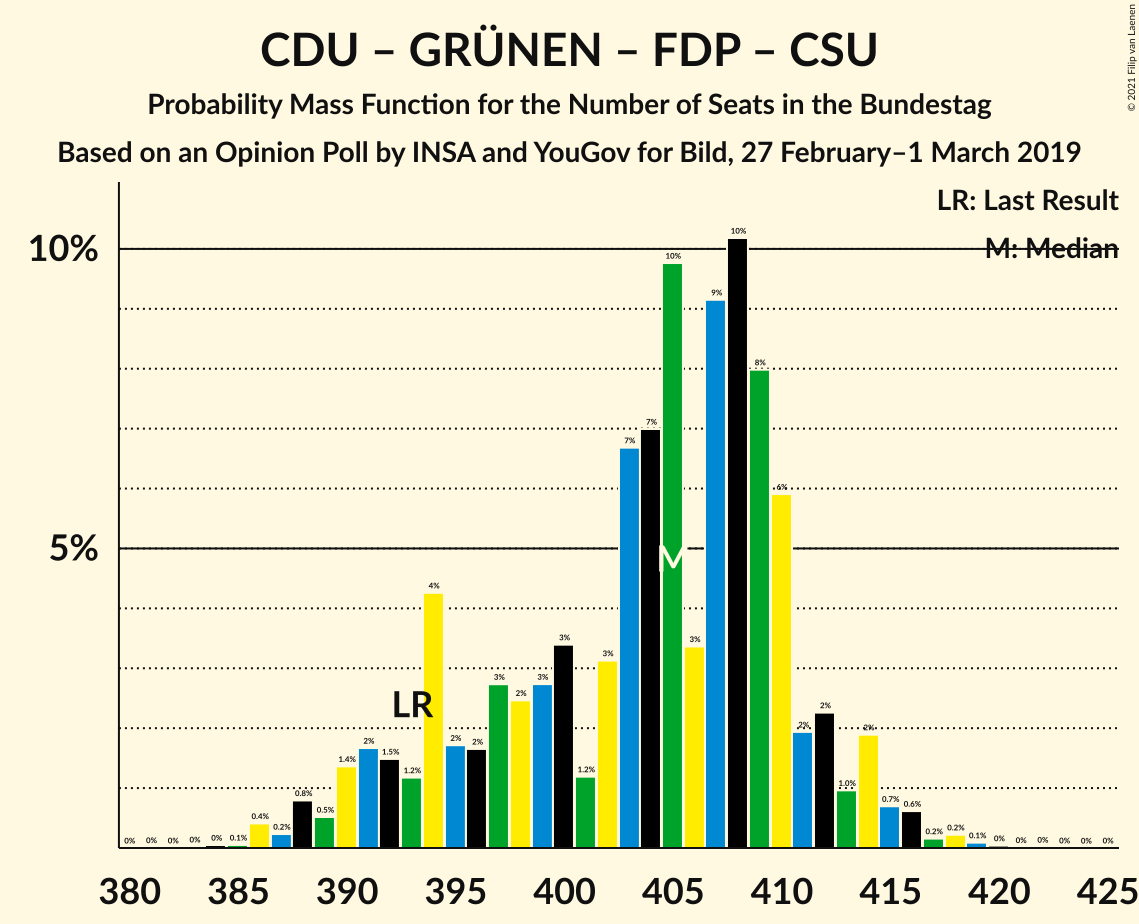 CDU – GRÜNEN – FDP – CSU
Probability Mass Function for the Number of Seats in the Bundestag
Based on an Opinion Poll by INSA and YouGov for Bild, 27 February–1 March 2019
© 2021 Filip van Laenen
LR: Last Result
M: Median
10%
5%
0% 0% 0% 0% 0% 0.1% 0.4% 0.2% 0.8% 0.5% 1.4% 2% 1.5% 1.2% 4% 2% 2% 3% 2% 3% 3% 1.2% 3% 7% 7% 10% 3% 9% 10% 8% 6% 2% 2% 1.0% 2% 0.7% 0.6% 0.2% 0.2% 0.1% 0% 0% 0% 0% 0% 0%
LR
M
380 385 390 395 400 405 410 415 420 425